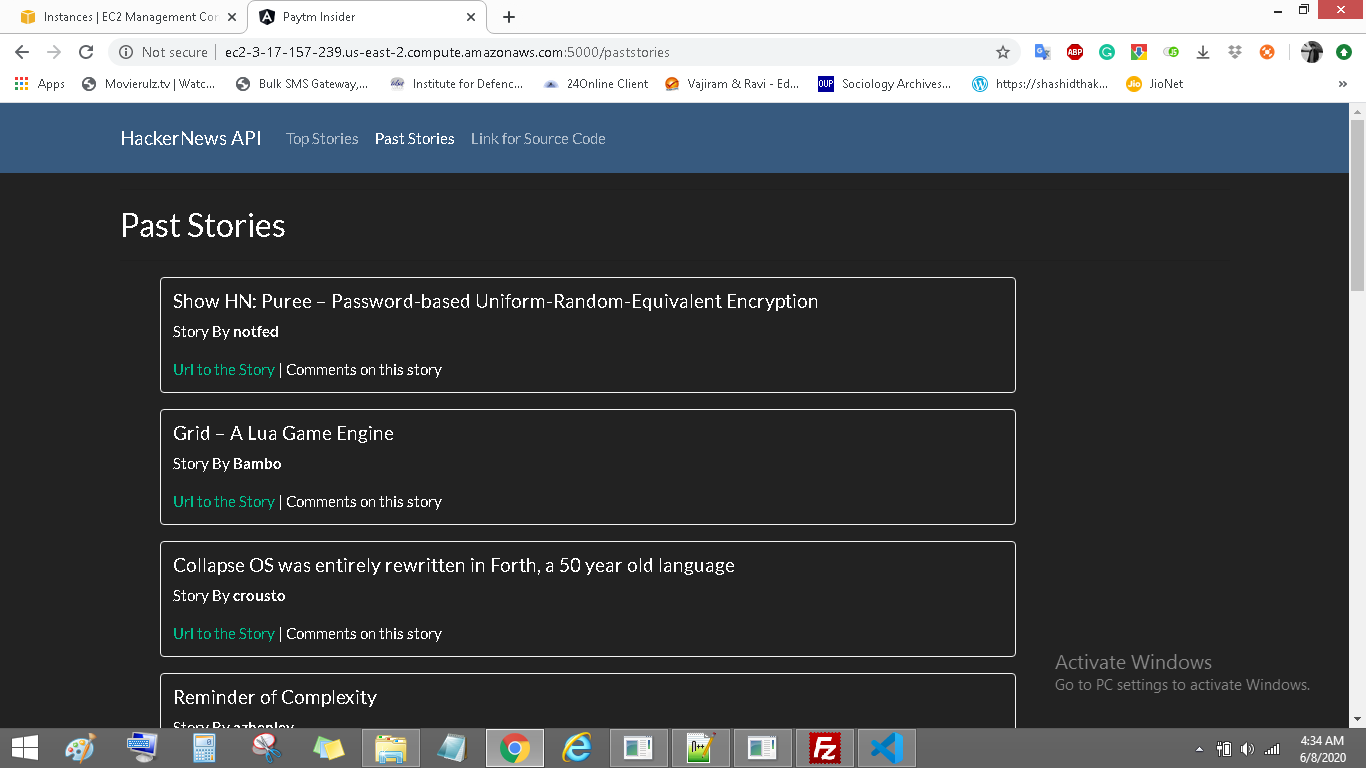 Instances | EC2 Management Con
Paytm Insider
Not secure | ec2-3-17-157-239.us-east-2.compute.amazonaws.com:5000/paststories
ABP
Apps
Movierulz.tv | Watc...
Bulk SMS Gateway,...
Institute for Defenc...
24Online Client
Vajiram & Ravi - Ed...
OUP
Sociology Archives...
https://shashidthak...
Jio
JioNet
»
HackerNews API
Top Stories
Past Stories
Link for Source Code
Past Stories
Show HN: Puree – Password-based Uniform-Random-Equivalent Encryption
Story By notfed
Url to the Story | Comments on this story
Grid – A Lua Game Engine
Story By Bambo
Url to the Story | Comments on this story
Collapse OS was entirely rewritten in Forth, a 50 year old language
Story By crousto
Url to the Story | Comments on this story
Reminder of Complexity
Story By azhenley
Activate Windows
Go to PC settings to activate Windows.
4:34 AM
6/8/2020